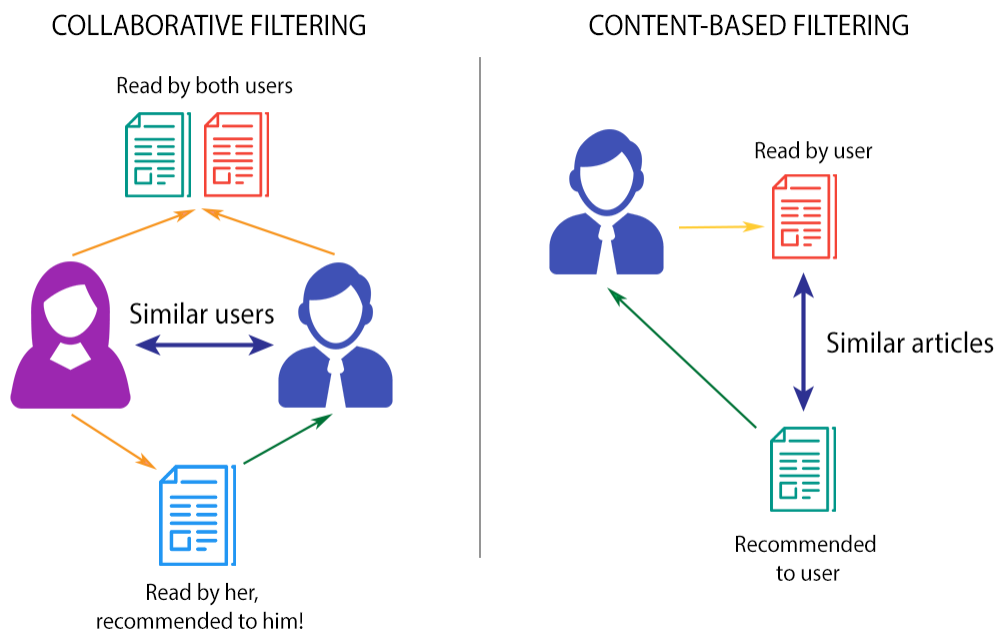 COLLABORATIVE FILTERING
Read by both users
Similar users
Read by her,
recommended to him!
CONTENT-BASED FILTERING
Read by user
Similar articles
Recommended
to user